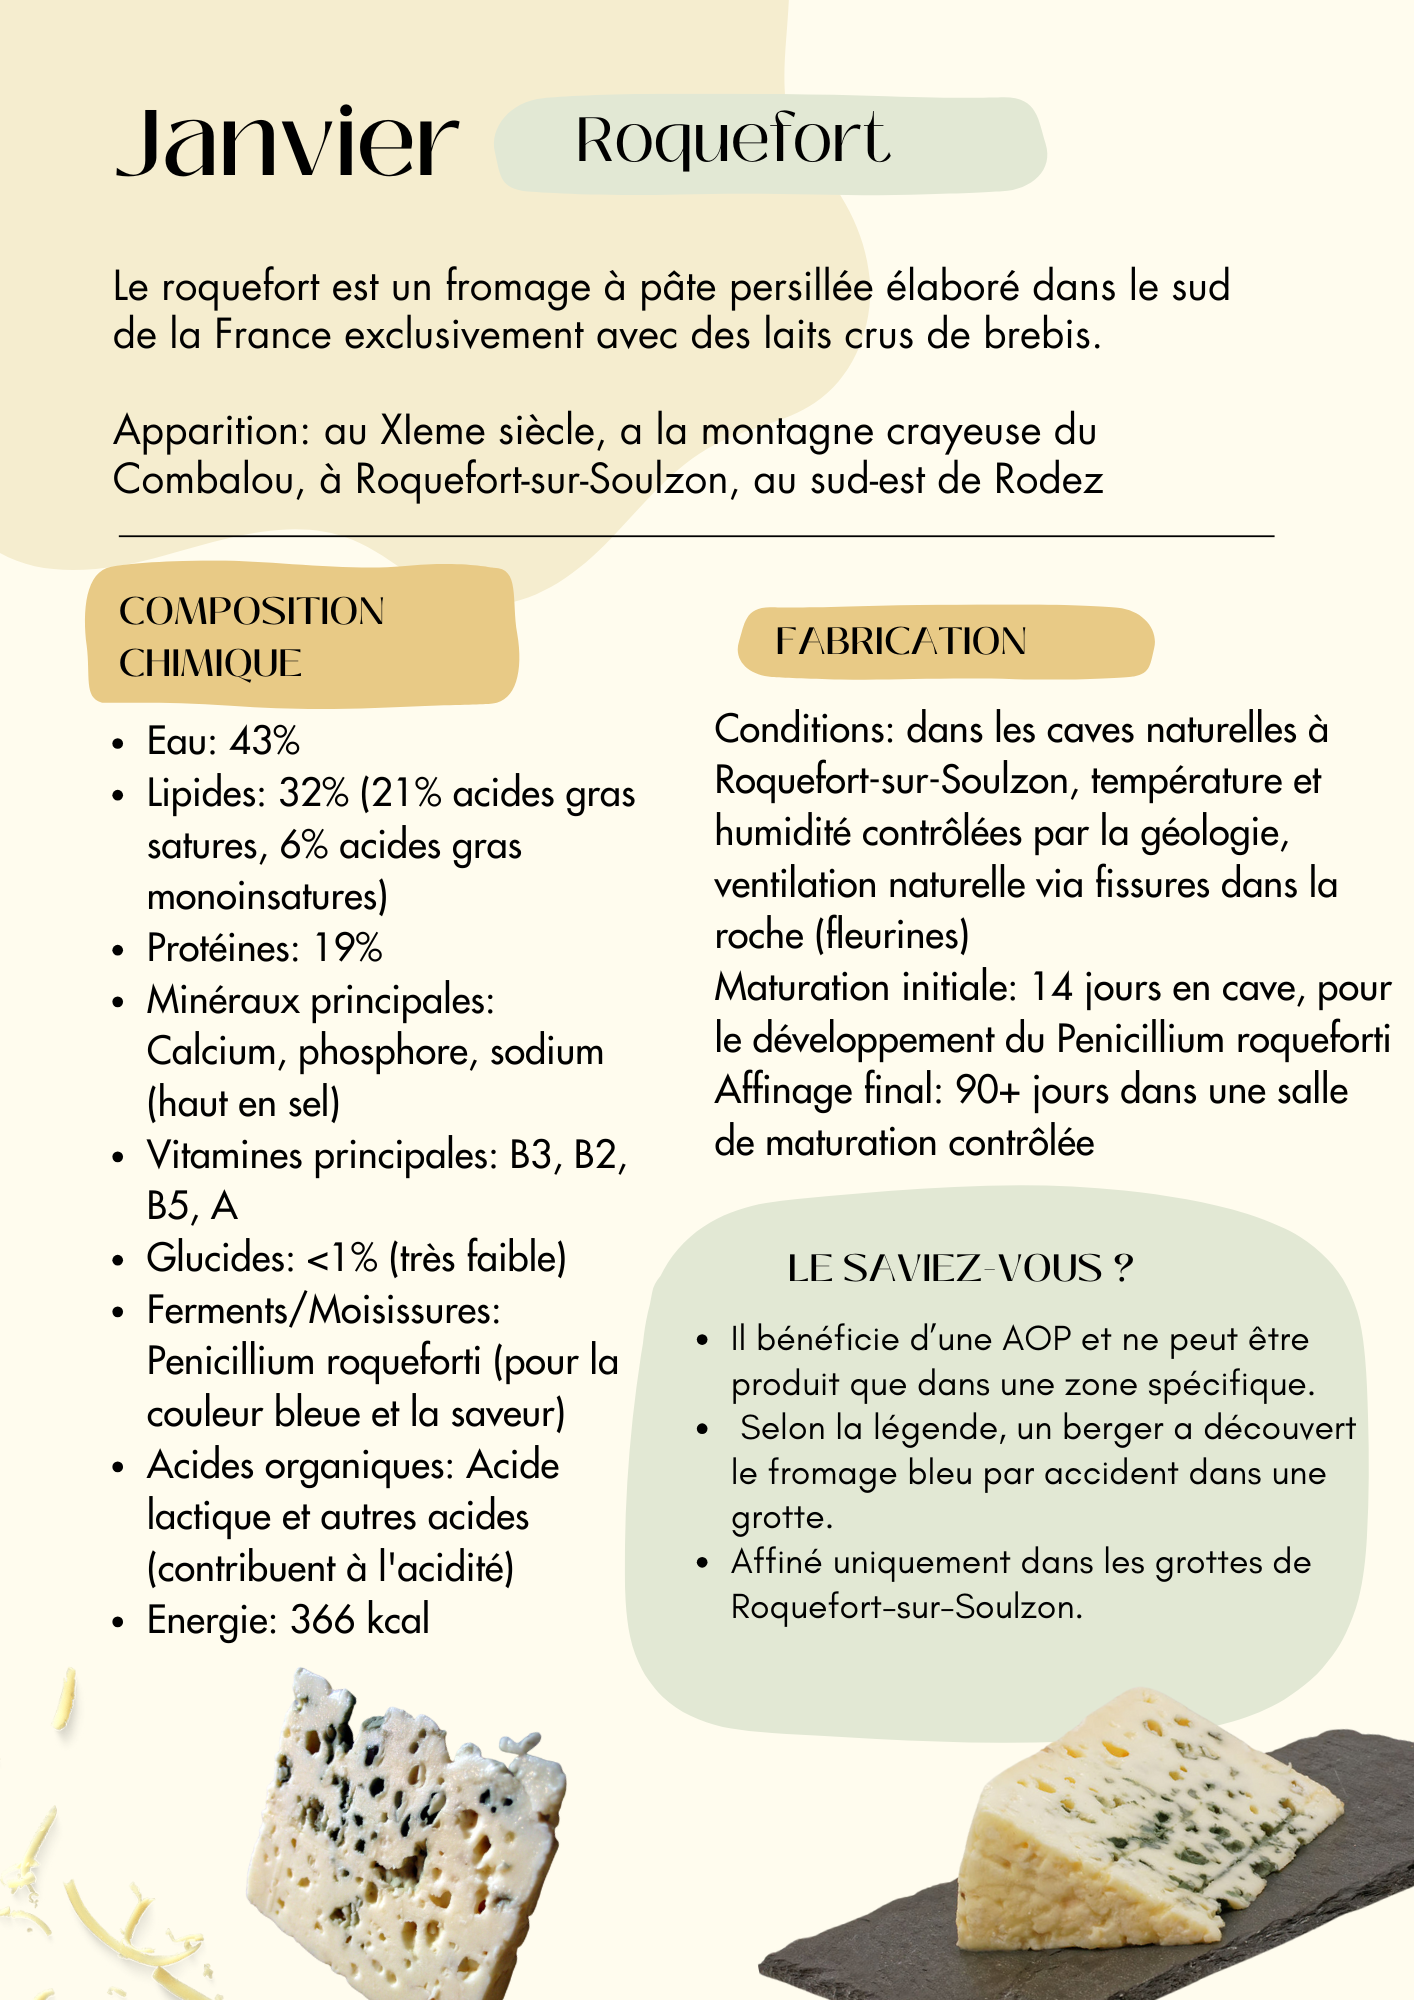 Janvier
Roquefort
Le roquefort est un fromage à pâte persillée élaboré dans le sud
de la France exclusivement avec des laits crus de brebis.
Apparition: au XIeme siècle, a la montagne crayeuse du
Combalou, à Roquefort-sur-Soulzon, au sud-est de Rodez
COMPOSITION
CHIMIQUE
• Eau: 43%
• Lipides: 32% (21% acides gras
satures, 6% acides gras
monoinsatures)
• Protéines: 19%
• Minéraux principales:
Calcium, phosphore, sodium
(haut en sel)
• Vitamines principales: B3, B2,
B5, A
• Glucides: <1% (très faible)
• Ferments/Moisissures:
Penicillium roqueforti (pour la
couleur bleue et la saveur)
• Acides organiques: Acide
lactique et autres acides
(contribuent à l'acidité)
• Energie: 366 kcal
FABRICATION
Conditions: dans les caves naturelles à
Roquefort-sur-Soulzon, température et
humidité contrôlées par la géologie,
ventilation naturelle via fissures dans la
roche (fleurines)
Maturation initiale: 14 jours en cave, pour
le développement du Penicillium roqueforti
Affinage final: 90+ jours dans une salle
de maturation contrôlée
LE SAVIEZ-VOUS ?
• Il bénéficie d’une AOP et ne peut être
produit que dans une zone spécifique.
• Selon la légende, un berger a découvert
le fromage bleu par accident dans une
grotte.
• Affiné uniquement dans les grottes de
Roquefort-sur-Soulzon.